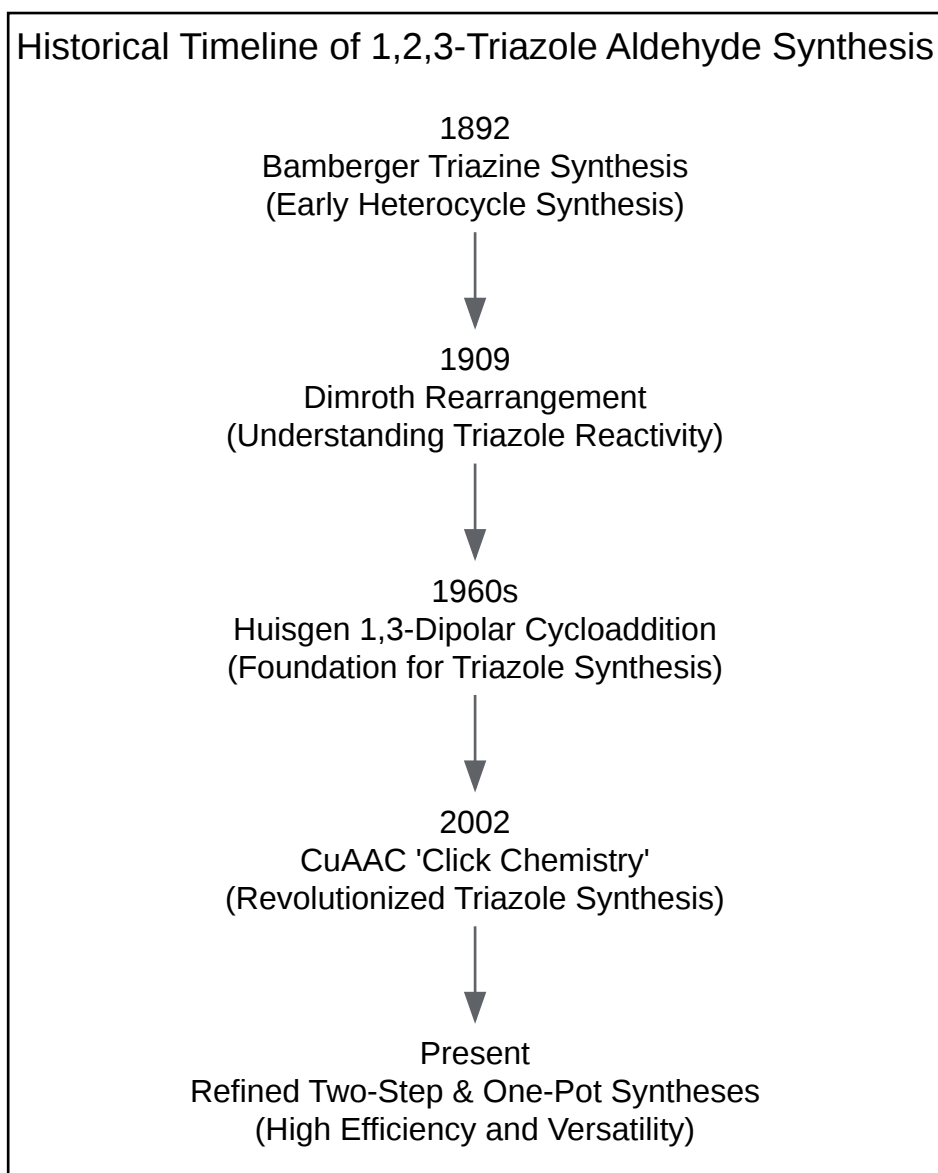 Historical Timeline of 1,2,3-Triazole Aldehyde Synthesis
1892
Bamberger Triazine Synthesis
(Early Heterocycle Synthesis)
1909
Dimroth Rearrangement
(Understanding Triazole Reactivity)
1960s
Huisgen 1,3-Dipolar Cycloaddition
(Foundation for Triazole Synthesis)
2002
CuAAC 'Click Chemistry'
(Revolutionized Triazole Synthesis)
Present
Refined Two-Step & One-Pot Syntheses
(High Efficiency and Versatility)